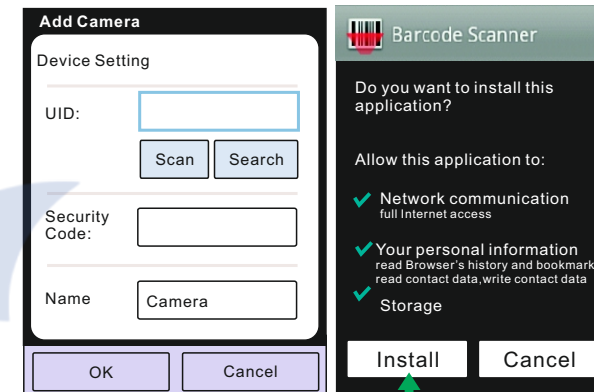 Add Camera
Device Setting
UID:
Scan
Search
Security
Code:
Name
Camera
OK
Cancel
Barcode Scanner
Do you want to install this
application?
Allow this application to:
Network communication
full Internet access
Your personal information
read Browser's history and bookmark
read contact data,write contact data
Storage
Install
Cancel